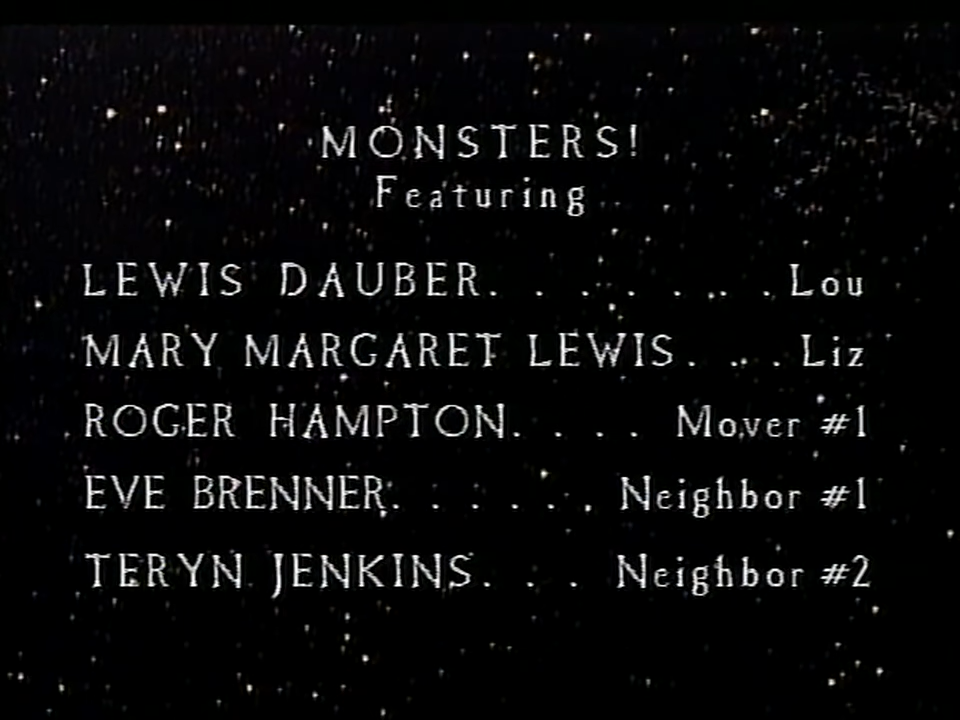 MONSTERS!
Featuring
LEWIS DAUBER. . . . . . . Lou
MARY MARGARET LEWIS. . . Liz
ROGER HAMPTON. . . . Mover #1
EVE BRENNER. . . . . . Neighbor #1
TERYN JENKINS. . . Neighbor #2